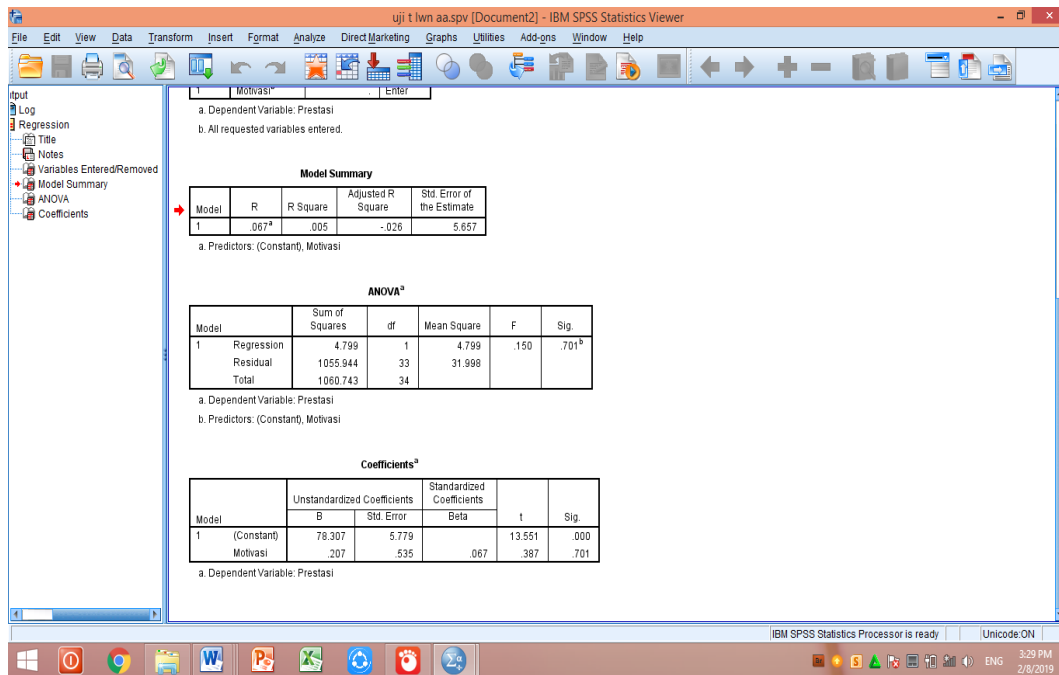 uji t lwn aa.spv [Document2] - IBM SPSS Statistics Viewer
File Edit View Data Transform Insert Format Analyze Direct Marketing Graphs Utilities Add-ons Window Help
tput
Log
Regression
Title
Notes
Variables Entered/Removed
Model Summary
ANOVA
Coefficients
1 Motivasi . Enter
a. Dependent Variable: Prestasi
b. All requested variables entered.
Model Summary
Model R R Square Adjusted R Square Std. Error of the Estimate
1 .067a .005 -.026 5.657
a. Predictors: (Constant), Motivasi
ANOVAa
Model Sum of Squares df Mean Square F Sig.
1 Regression 4.799 1 4.799 .150 .701b
Residual 1055.944 33 31.998
Total 1060.743 34
a. Dependent Variable: Prestasi
b. Predictors: (Constant), Motivasi
Coefficientsa
Model Unstandardized Coefficients Standardized Coefficients t Sig.
B Std. Error Beta
1 (Constant) 78.307 5.779 13.551 .000
Motivasi .207 .535 .067 .387 .701
a. Dependent Variable: Prestasi
IBM SPSS Statistics Processor is ready Unicode:ON
ENG 3:29 PM
2/8/2019